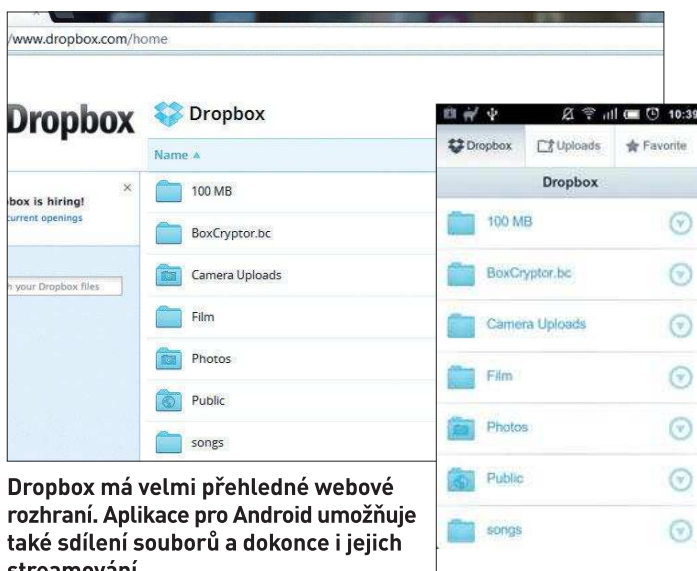 /www.dropbox.com/home
Dropbox
Dropbox
Name
is hiring!
current openings
your Dropbox files
100 MB
BoxCryptor.bc
Camera Uploads
Film
Photos
Public
songs
10:39
Dropbox Uploads Favorite
Dropbox
100 MB
BoxCryptor.bc
Camera Uploads
Film
Photos
Public
songs
Dropbox má velmi přehledné webové
rozhraní. Aplikace pro Android umožňuje
také sdílení souborů a dokonce i jejich
streamování